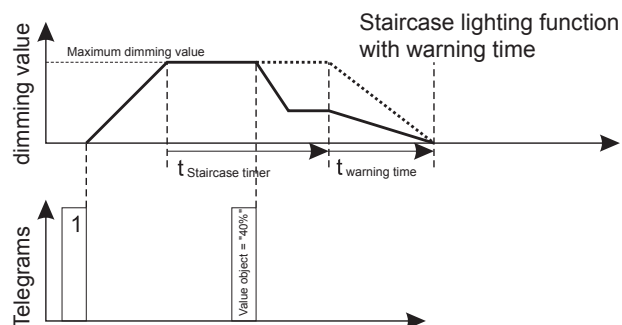 Staircase lighting function
with warning time
dimming value
Maximum dimming value
t Staircase timer
t warning time
Telegrams
1
Value object = "40%"